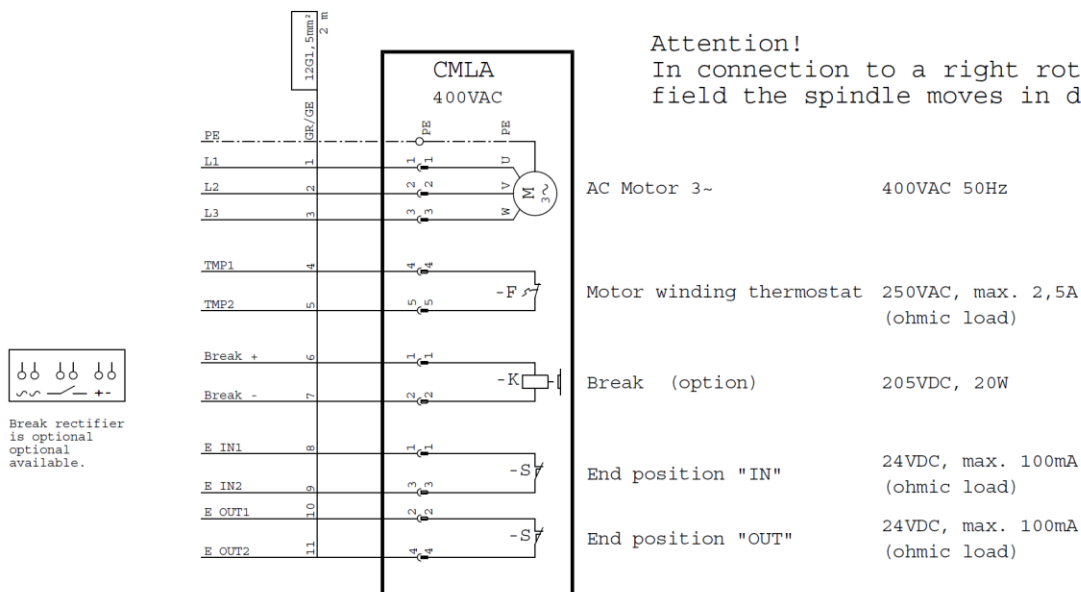 12G1,5mm²
2 m
GR/GE
Attention!
In connection to a right rot
field the spindle moves in d
CMLA
400VAC
PE
PE
PE
L1
1
1
1
U
L2
2
2
2
V
L3
3
3
3
W
M
3~
AC Motor 3~
400VAC 50Hz
TMP1
4
4
4
-F
TMP2
5
5
5
Motor winding thermostat
250VAC, max. 2,5A
(ohmic load)
Break +
6
1
1
-K
Break -
7
2
2
Break (option)
205VDC, 20W
+-
Break rectifier
is optional
optional
available.
E IN1
8
1
1
-S
E IN2
9
3
3
End position "IN"
24VDC, max. 100mA
(ohmic load)
E OUT1
10
2
2
-S
E OUT2
11
4
4
End position "OUT"
24VDC, max. 100mA
(ohmic load)